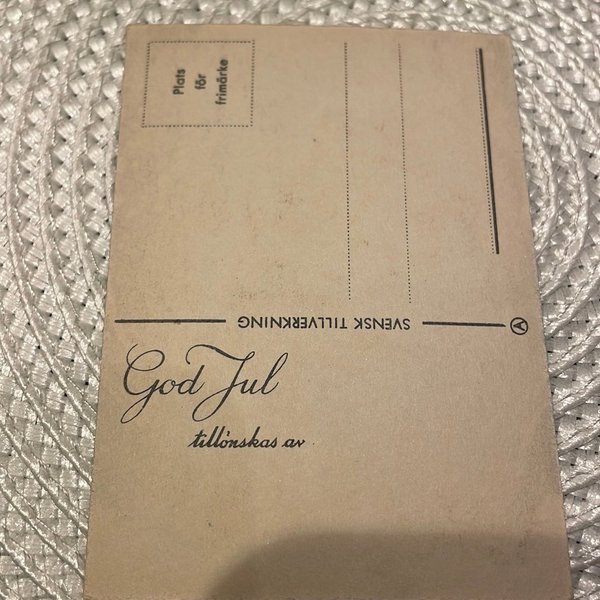 Plats
för
frimärke
SVENSK TILLVERKNING
A
God Jul
tillönskas av